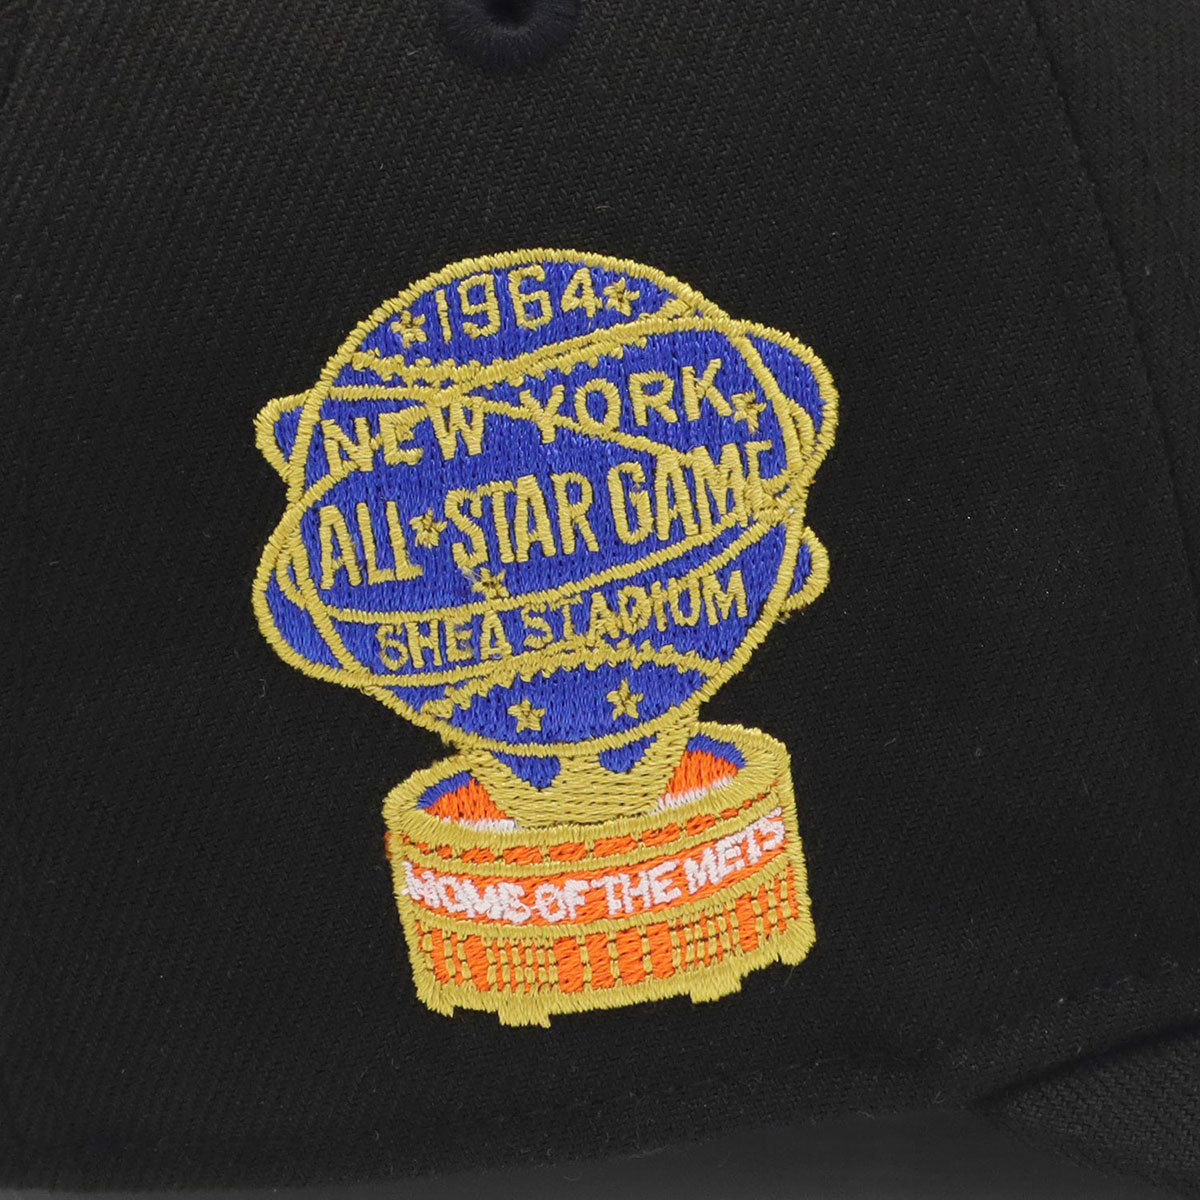 1964
NEW YORK
ALL STAR GAME
SHEA STADIUM
HOME OF THE METS